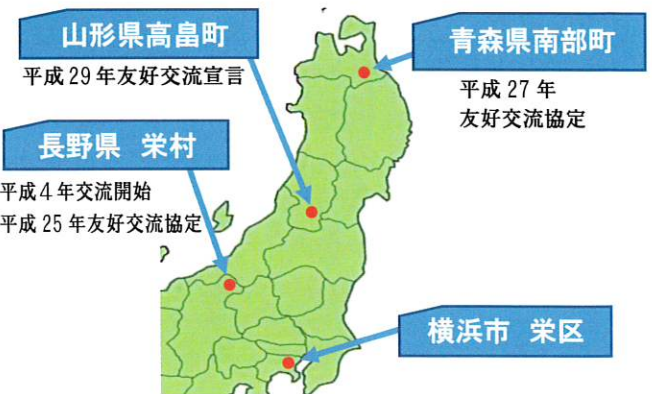 山形県高畠町
平成29年友好交流宣言
青森県南部町
平成27年
友好交流協定
長野県 栄村
平成4年交流開始
平成25年友好交流協定
横浜市 栄区